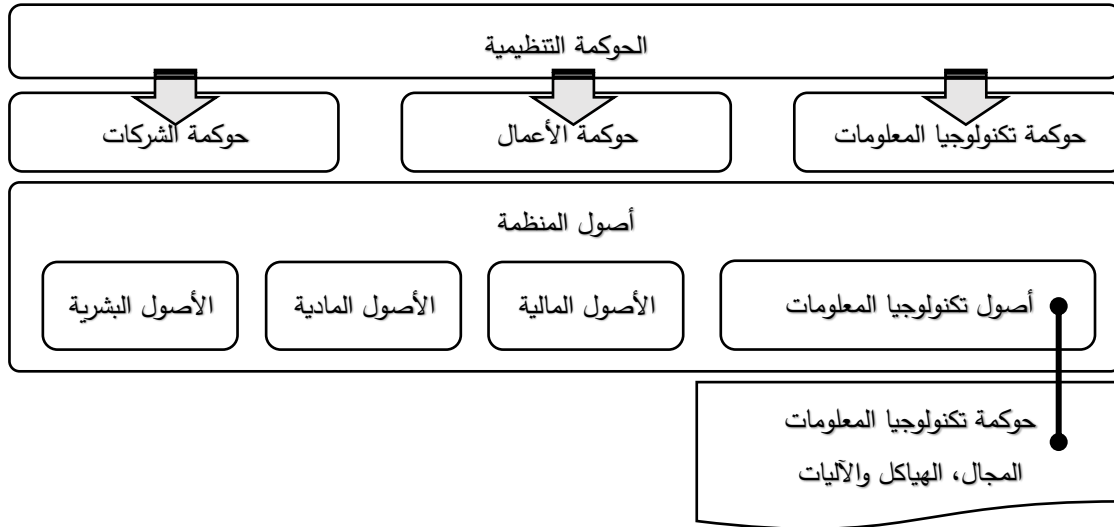 الحوكمة التنظيمية
حوكمة تكنولوجيا المعلومات
حوكمة الأعمال
حوكمة الشركات
أصول المنظمة
أصول تكنولوجيا المعلومات
الأصول المالية
الأصول المادية
الأصول البشرية
حوكمة تكنولوجيا المعلومات
المجال، الهياكل والآليات